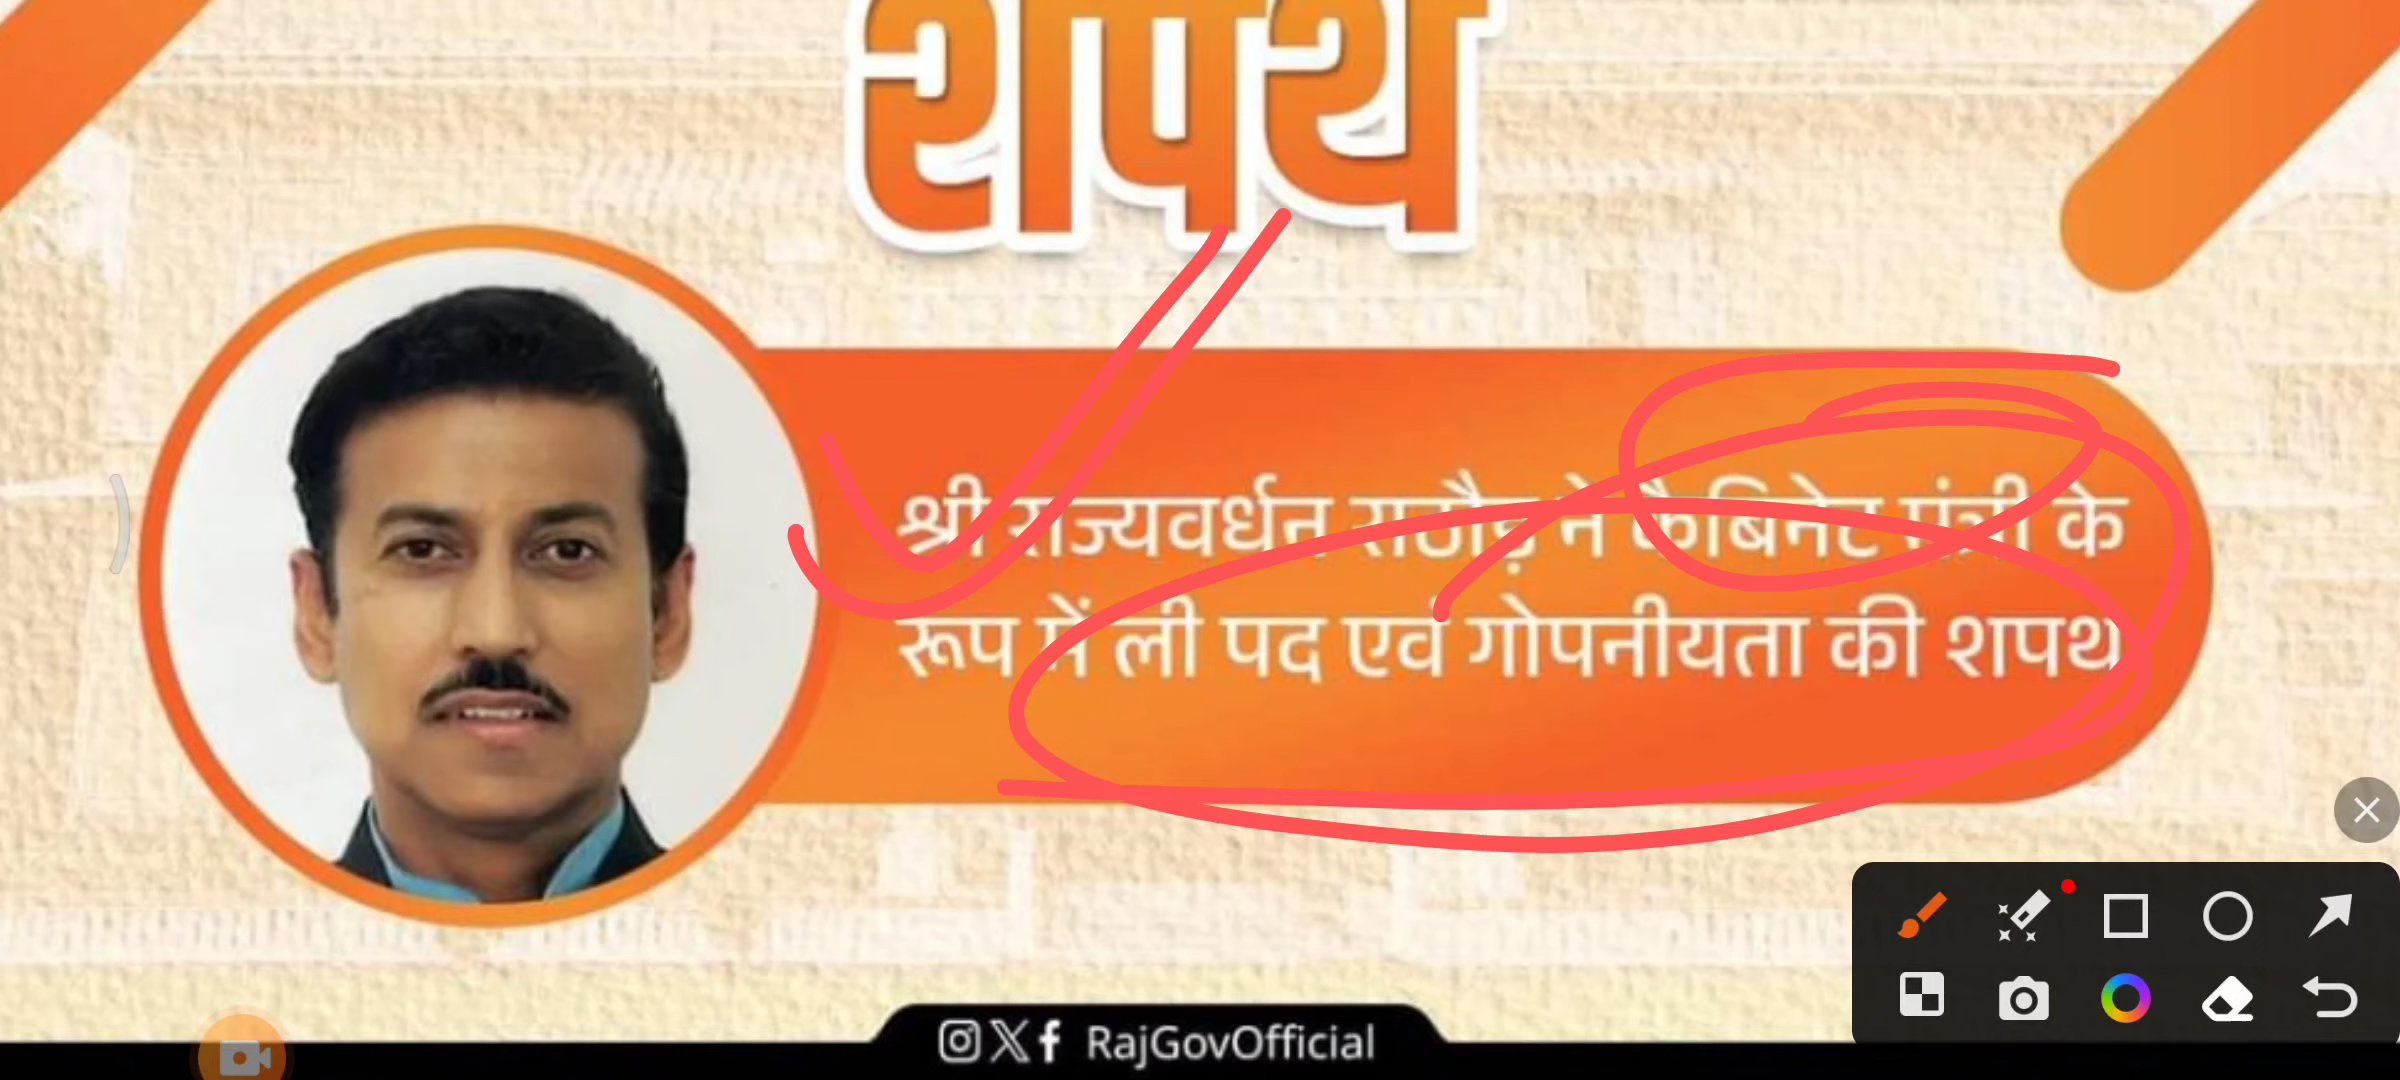 शपथ
श्री राज्यवर्धन राठौड़ ने कैबिनेट मंत्री के
रूप में ली पद एवं गोपनीयता की शपथ
RajGovOfficial